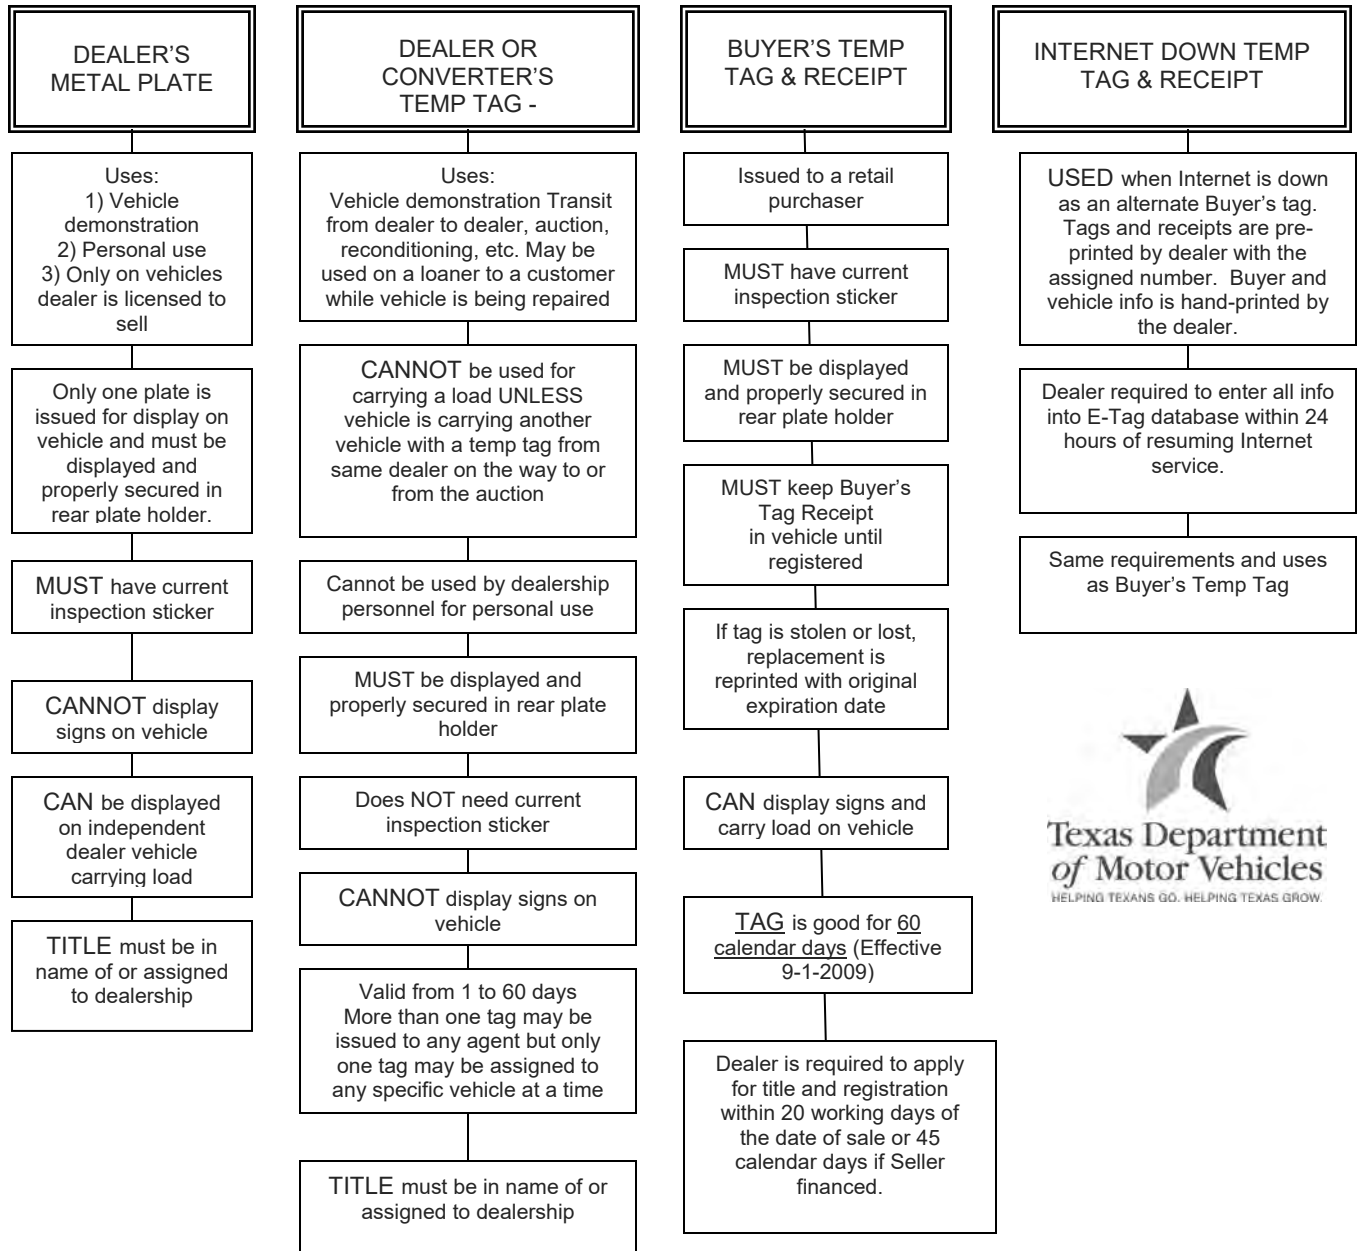 DEALER'S
METAL PLATE
Uses:
1) Vehicle
demonstration
2) Personal use
3) Only on vehicles
dealer is licensed to
sell
Only one plate is
issued for display on
vehicle and must be
displayed and
properly secured in
rear plate holder.
MUST have current
inspection sticker
CANNOT display
signs on vehicle
CAN be displayed
on independent
dealer vehicle
carrying load
TITLE must be in
name of or assigned
to dealership
DEALER OR
CONVERTER'S
TEMP TAG -
Uses:
Vehicle demonstration Transit
from dealer to dealer, auction,
reconditioning, etc. May be
used on a loaner to a customer
while vehicle is being repaired
CANNOT be used for
carrying a load UNLESS
vehicle is carrying another
vehicle with a temp tag from
same dealer on the way to or
from the auction
Cannot be used by dealership
personnel for personal use
MUST be displayed and
properly secured in rear plate
holder
Does NOT need current
inspection sticker
CANNOT display signs on
vehicle
Valid from 1 to 60 days
More than one tag may be
issued to any agent but only
one tag may be assigned to
any specific vehicle at a time
TITLE must be in name of or
assigned to dealership
BUYER'S TEMP
TAG & RECEIPT
Issued to a retail
purchaser
MUST have current
inspection sticker
MUST be displayed
and properly secured in
rear plate holder
MUST keep Buyer's
Tag Receipt
in vehicle until
registered
If tag is stolen or lost,
replacement is
reprinted with original
expiration date
CAN display signs and
carry load on vehicle
TAG is good for 60
calendar days (Effective
9-1-2009)
Dealer is required to apply
for title and registration
within 20 working days of
the date of sale or 45
calendar days if Seller
financed.
INTERNET DOWN TEMP
TAG & RECEIPT
USED when Internet is down
as an alternate Buyer's tag.
Tags and receipts are pre-
printed by dealer with the
assigned number.  Buyer and
vehicle info is hand-printed by
the dealer.
Dealer required to enter all info
into E-Tag database within 24
hours of resuming Internet
service.
Same requirements and uses
as Buyer's Temp Tag
Texas Department
of Motor Vehicles
HELPING TEXANS GO. HELPING TEXAS GROW.